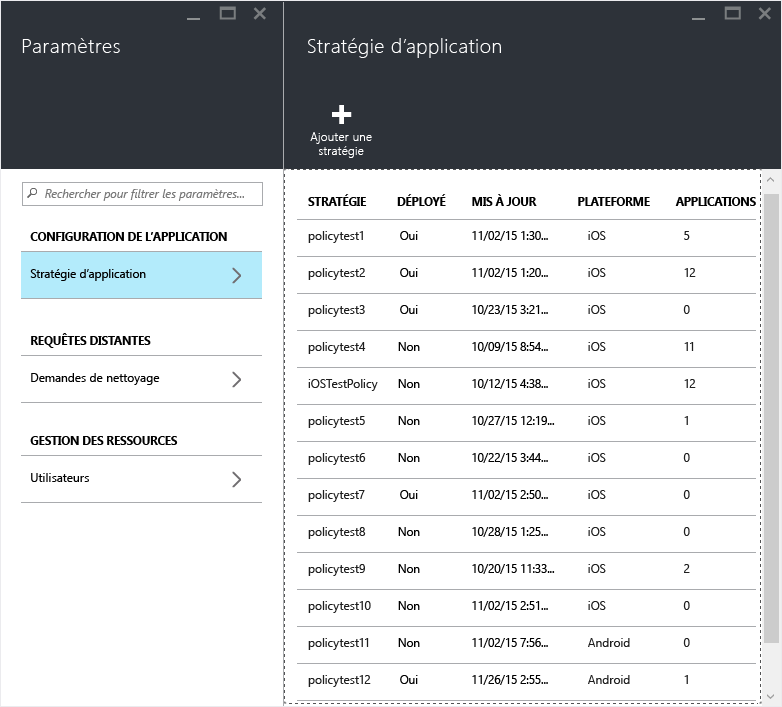 Paramètres
Rechercher pour filtrer les paramètres...
CONFIGURATION DE L'APPLICATION
Stratégie d'application
REQUÊTES DISTANTES
Demandes de nettoyage
GESTION DES RESSOURCES
Utilisateurs
Stratégie d'application
Ajouter une
stratégie
STRATÉGIE DÉPLOYÉ MIS À JOUR PLATEFORME APPLICATIONS
policytest1 Oui 11/02/15 1:30... iOS 5
policytest2 Oui 11/02/15 1:20... iOS 12
policytest3 Oui 10/23/15 3:21... iOS 0
policytest4 Non 10/09/15 8:54... iOS 11
iOSTestPolicy Non 10/12/15 4:38... iOS 12
policytest5 Non 10/27/15 12:19... iOS 1
policytest6 Non 10/22/15 3:44... iOS 0
policytest7 Oui 11/02/15 2:50... iOS 0
policytest8 Non 10/28/15 1:25... iOS 0
policytest9 Non 10/20/15 11:33... iOS 2
policytest10 Non 11/02/15 2:51... iOS 0
policytest11 Non 11/02/15 7:56... Android 0
policytest12 Oui 11/26/15 2:55... Android 1